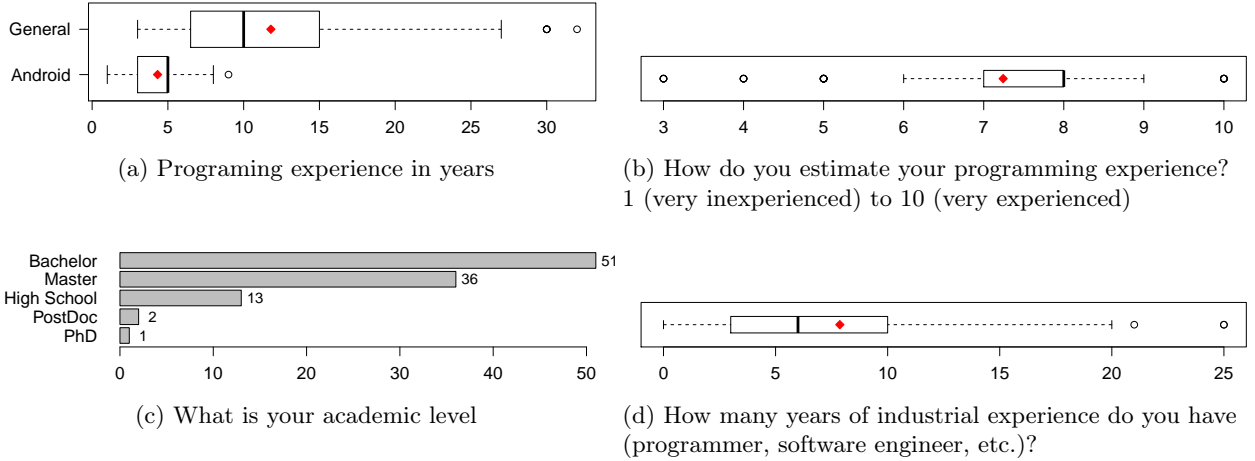 General
Android
0 5 10 15 20 25 30
(a) Programing experience in years
3 4 5 6 7 8 9 10
(b) How do you estimate your programming experience?
1 (very inexperienced) to 10 (very experienced)
Bachelor 51
Master 36
High School 13
PostDoc 2
PhD 1
0 10 20 30 40 50
(c) What is your academic level
0 5 10 15 20 25
(d) How many years of industrial experience do you have
(programmer, software engineer, etc.)?